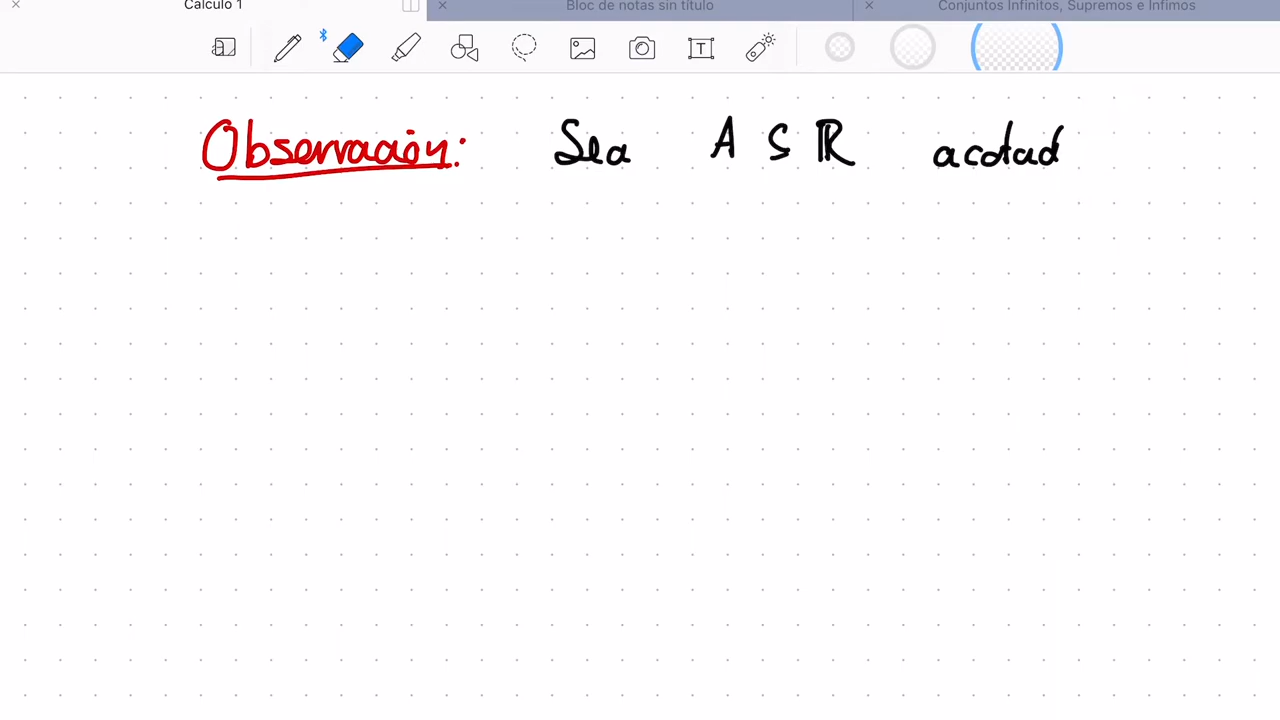 Calculo 1
Bloc de notas sin título
Conjuntos Infinitos, Supremos e Infimos
Observación: Sea A ⊆ ℝ acotad